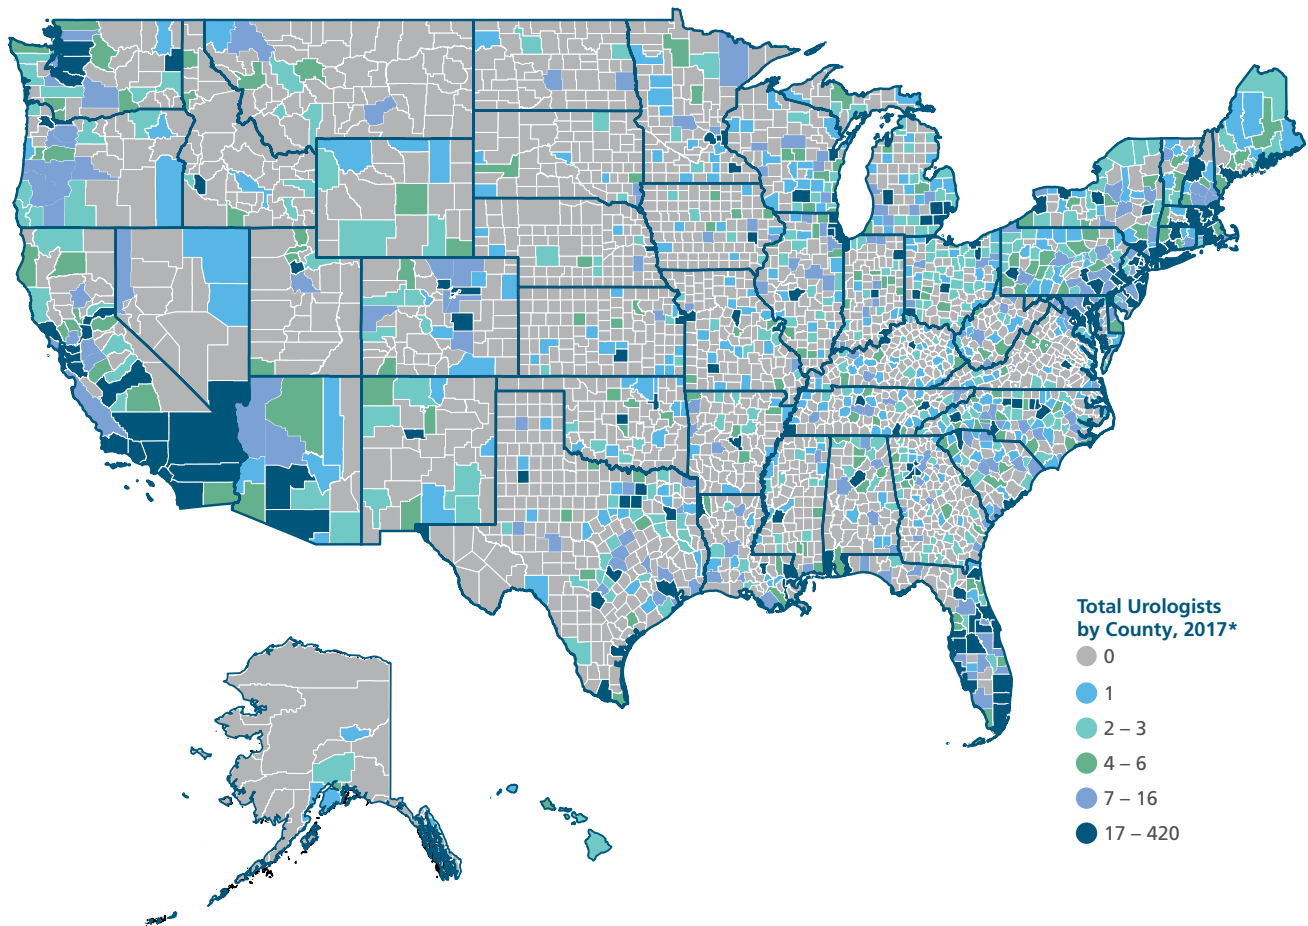 Total Urologists
by County, 2017*
0
1
2 – 3
4 – 6
7 – 16
17 – 420